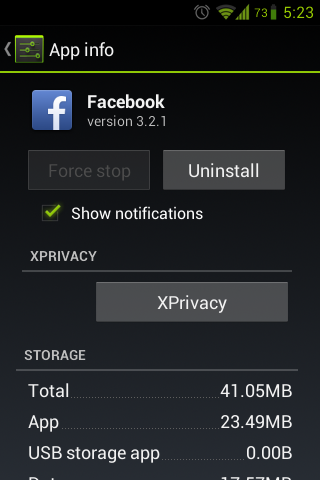 73 5:23
App info
Facebook
version 3.2.1
Force stop Uninstall
Show notifications
XPRIVACY
XPrivacy
STORAGE
Total 41.05MB
App 23.49MB
USB storage app 0.00B